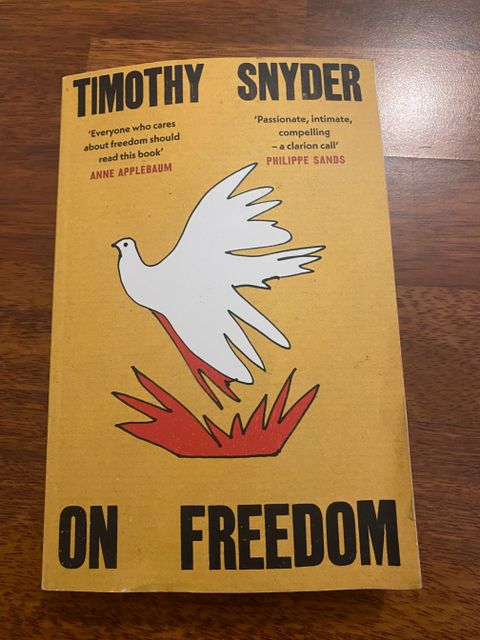 TIMOTHY SNYDER
‘Everyone who cares
about freedom should
read this book’
ANNE APPLEBAUM
‘Passionate, intimate,
compelling
– a clarion call’
PHILIPPE SANDS
ON FREEDOM